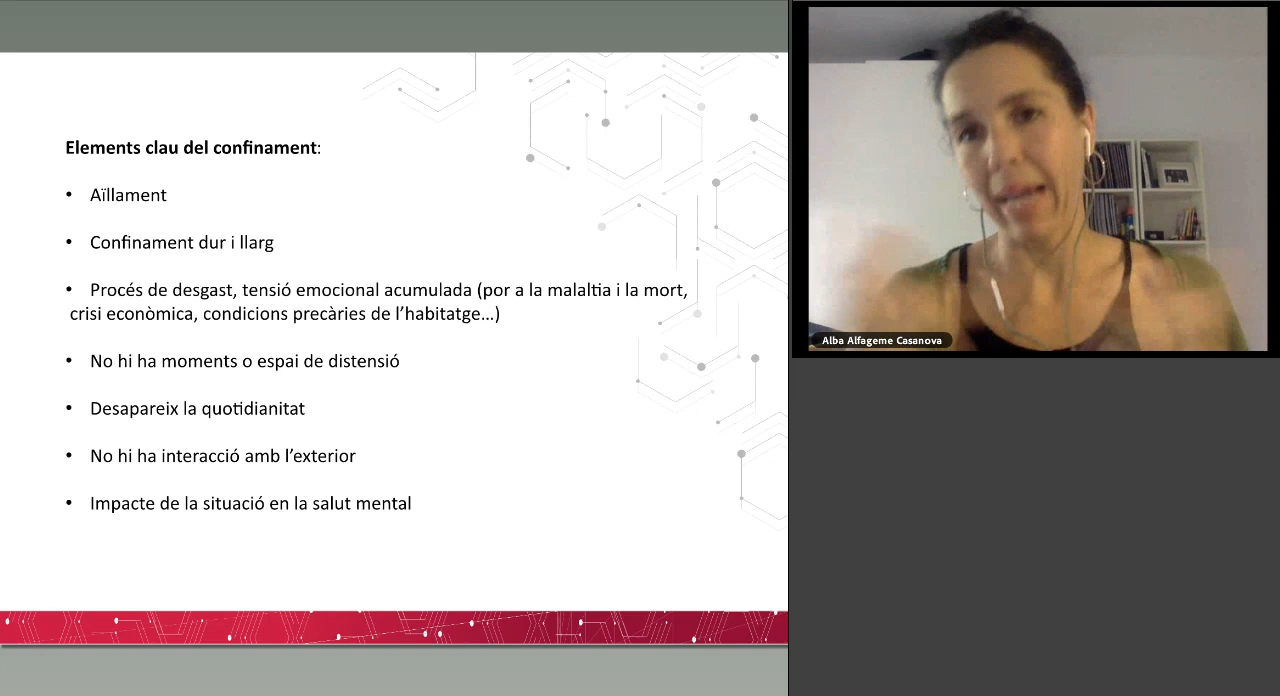 Elements clau del confinament:
• Aïllament
• Confinament dur i llarg
• Procés de desgast, tensió emocional acumulada (por a la malaltia i la mort,
crisi econòmica, condicions precàries de l’habitatge…)
• No hi ha moments o espai de distensió
• Desapareix la quotidianitat
• No hi ha interacció amb l’exterior
• Impacte de la situació en la salut mental
Alba Alfageme Casanova